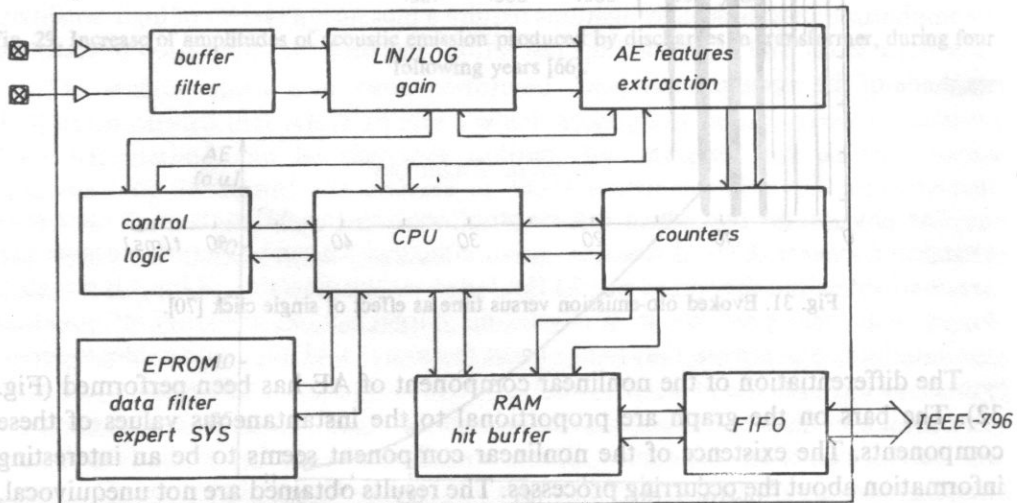 Fig. 29. Increase of amplitudes of acoustic emission produced by discharges in transformer, during four
following years [66].
buffer
filter
LIN/LOG
gain
AE features
extraction
AE
[a.u]
control
logic
CPU
counters
40
30
20
t[ms]
Fig. 31. Evoked oto-emission versus time as effect of single click [70].
EPROM
data filter
expert SYS
RAM
hit buffer
FIFO
IEEE-796
The differentiation of the nonlinear component of AE has been performed (Fig.
The bars on the graph are proportional to the instantaneous values of these
components. The existence of the nonlinear component seems to be an interesting
information about the occurring processes. The results obtained are not unequivocal.